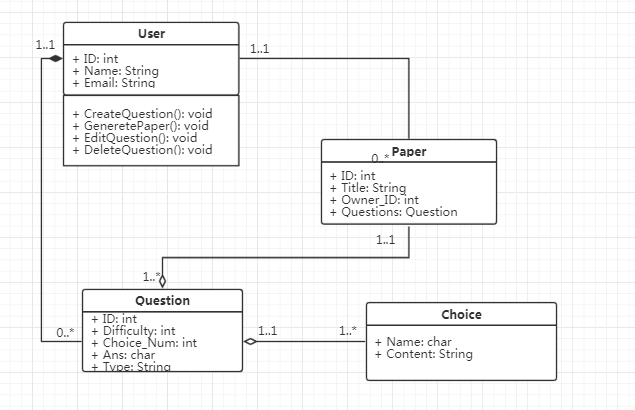 User
1..1
1..1
+ ID: int
+ Name: String
+ Email: String
+ CreateQuestion(): void
+ GeneretePaper(): void
+ EditQuestion(): void
+ DeleteQuestion(): void
0..*
Paper
+ ID: int
+ Title: String
+ Owner_ID: int
+ Questions: Question
1..1
1..*
Question
+ ID: int
+ Difficulty: int
+ Choice_Num: int
+ Ans: char
+ Type: String
0..*
1..1
1..*
Choice
+ Name: char
+ Content: String